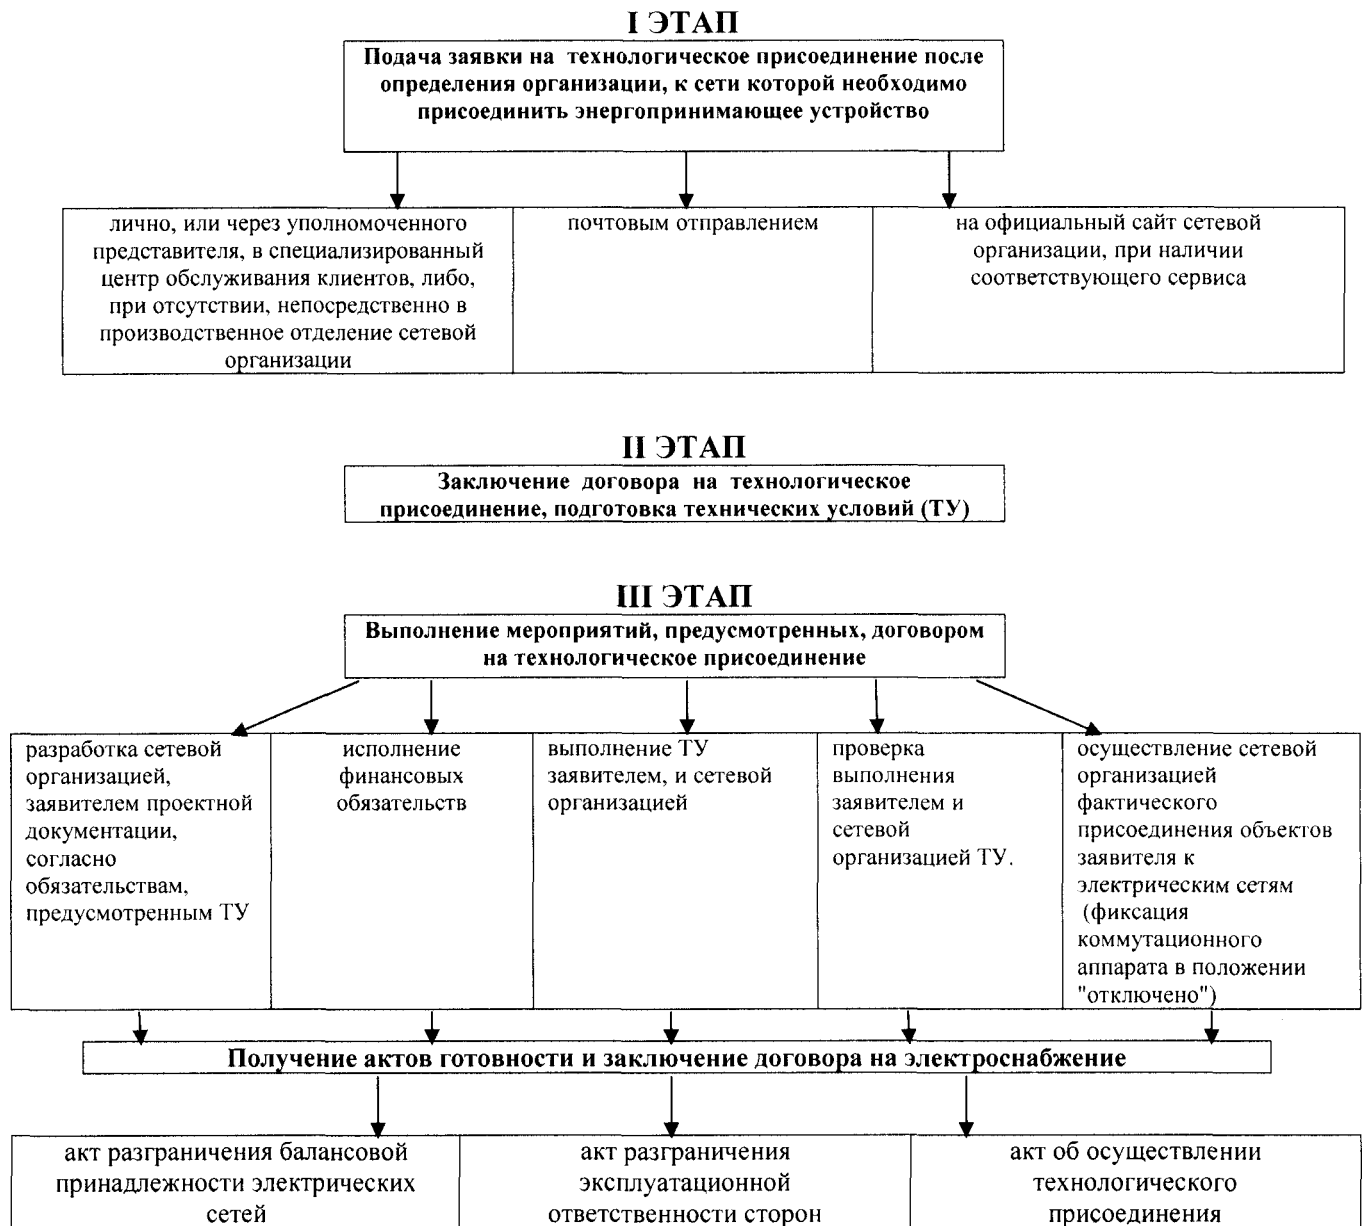 I ЭТАП
Подача заявки на технологическое присоединение после
определения организации, к сети которой необходимо
присоединить энергопринимающее устройство
лично, или через уполномоченного
представителя, в специализированный
центр обслуживания клиентов, либо,
при отсутствии, непосредственно в
производственное отделение сетевой
организации
почтовым отправлением
на официальный сайт сетевой
организации, при наличии
соответствующего сервиса
II ЭТАП
Заключение договора на технологическое
присоединение, подготовка технических условий (ТУ)
III ЭТАП
Выполнение мероприятий, предусмотренных, договором
на технологическое присоединение
разработка сетевой
организацией,
заявителем проектной
документации,
согласно
обязательствам,
предусмотренным ТУ
исполнение
финансовых
обязательств
выполнение ТУ
заявителем, и сетевой
организацией
проверка
выполнения
заявителем и
сетевой
организацией ТУ.
осуществление сетевой
организацией
фактического
присоединения объектов
заявителя к
электрическим сетям
(фиксация
коммутационного
аппарата в положении
"отключено")
Получение актов готовности и заключение договора на электроснабжение
акт разграничения балансовой
принадлежности электрических
сетей
акт разграничения
эксплуатационной
ответственности сторон
акт об осуществлении
технологического
присоединения